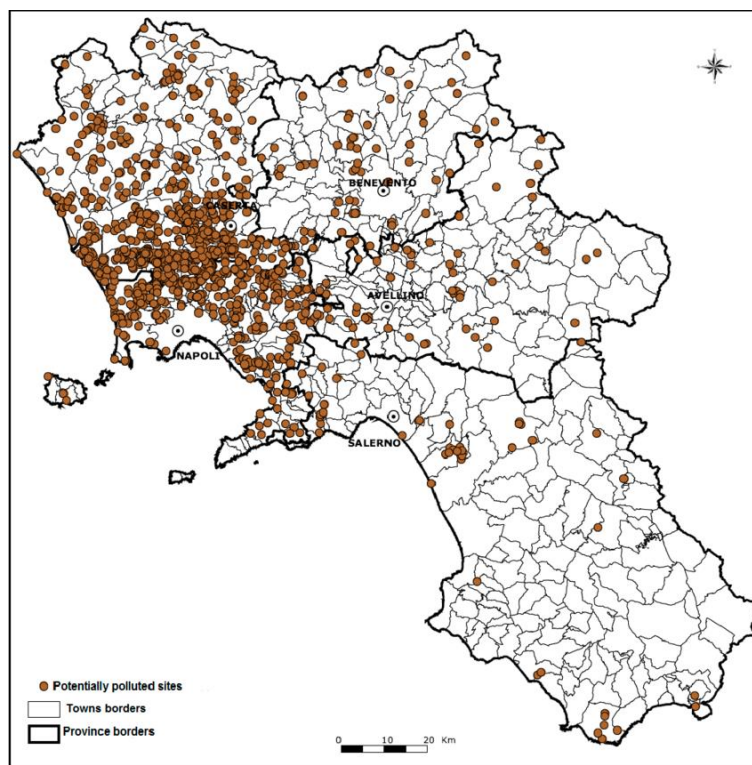 BENEVENTO
CASERTA
AVELLINO
NAPOLI
SALERNO
Potentially polluted sites
Towns borders
Province borders
0 10 20 Km